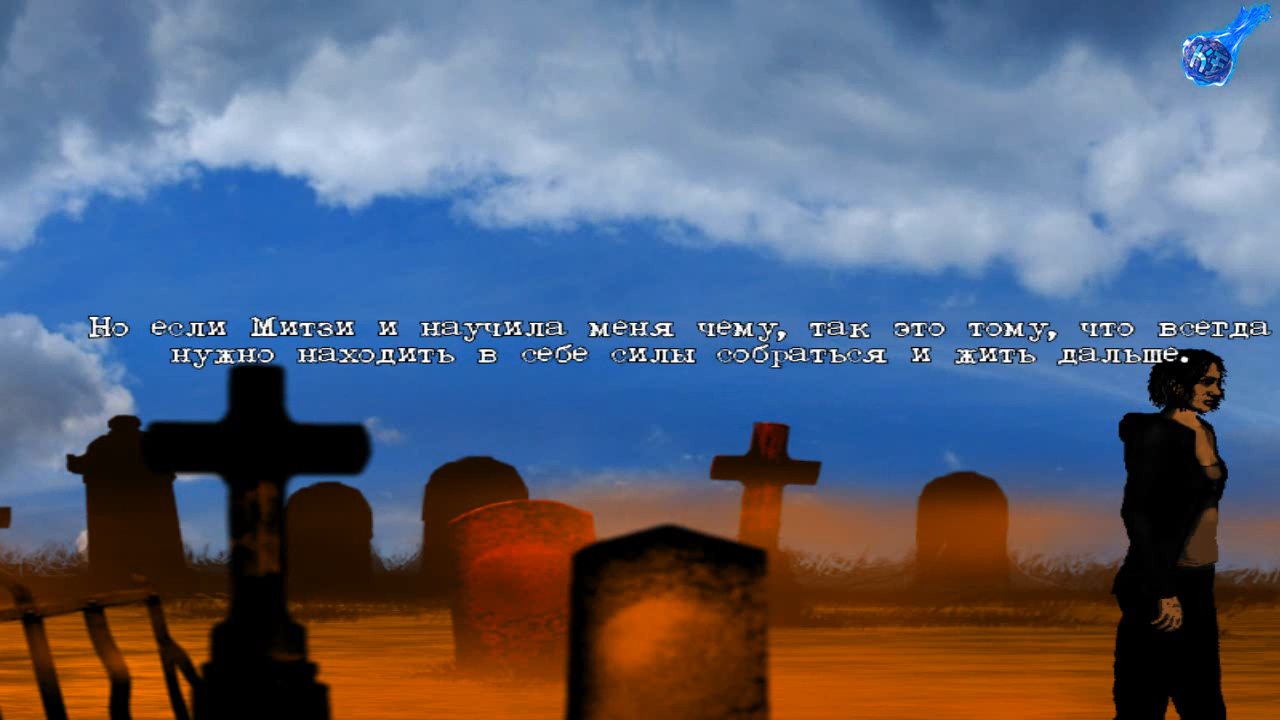 Но если Митзи и научила меня чему, так это тому, что всегда
нужно находить в себе силы собраться и жить дальше.